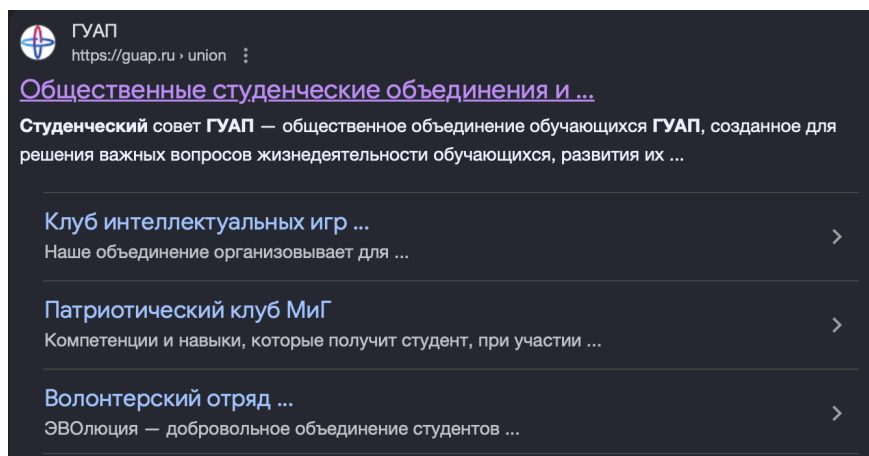 ГУАП
https://guap.ru › union
Общественные студенческие объединения и ...
Студенческий совет ГУАП — общественное объединение обучающихся ГУАП, созданное для
решения важных вопросов жизнедеятельности обучающихся, развития их ...
Клуб интеллектуальных игр ...
Наше объединение организовывает для ...
Патриотический клуб МиГ
Компетенции и навыки, которые получит студент, при участии ...
Волонтерский отряд ...
ЭВОлюция — добровольное объединение студентов ...